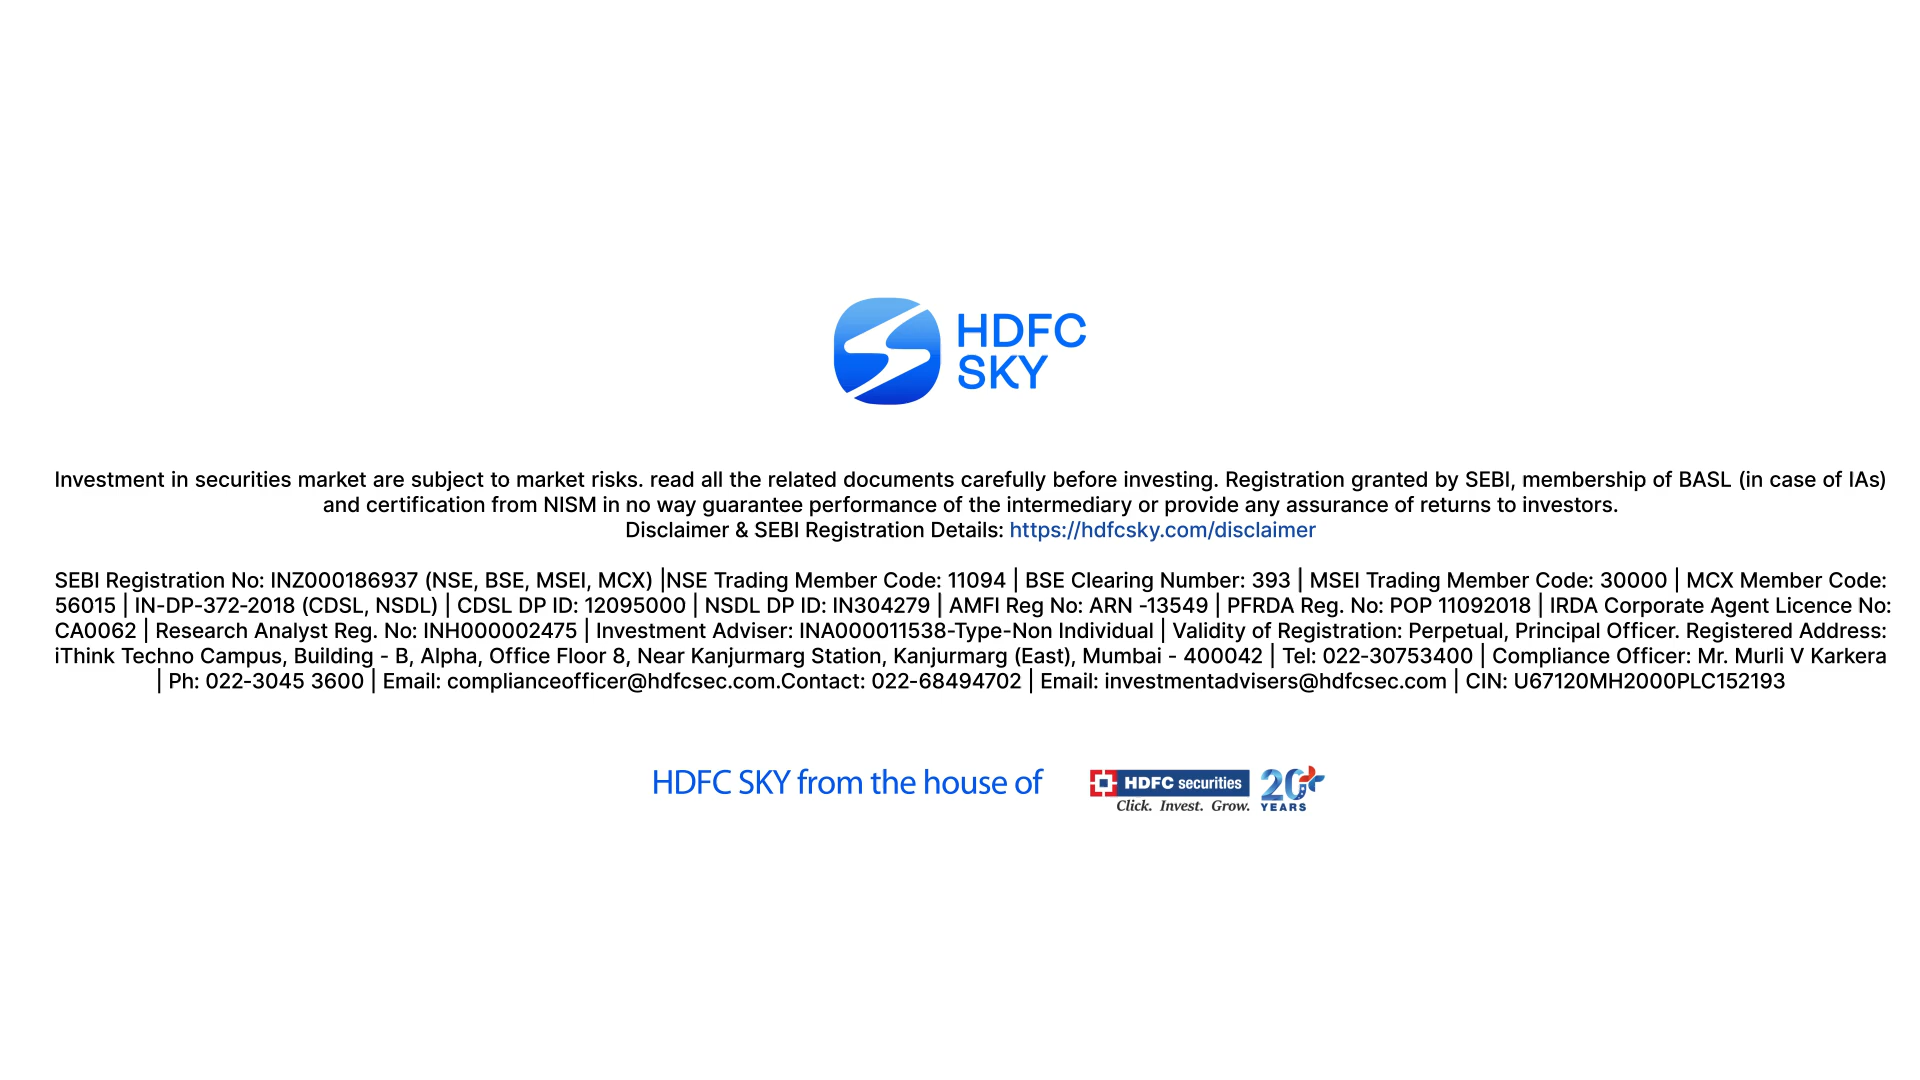 HDFC
SKY
Investment in securities market are subject to market risks. read all the related documents carefully before investing. Registration granted by SEBI, membership of BASL (in case of IAs)
and certification from NISM in no way guarantee performance of the intermediary or provide any assurance of returns to investors.
Disclaimer & SEBI Registration Details: https://hdfcsky.com/disclaimer
SEBI Registration No: INZ000186937 (NSE, BSE, MSEI, MCX) |NSE Trading Member Code: 11094 | BSE Clearing Number: 393 | MSEI Trading Member Code: 30000 | MCX Member Code:
56015 | IN-DP-372-2018 (CDSL, NSDL) | CDSL DP ID: 12095000 | NSDL DP ID: IN304279 | AMFI Reg No: ARN -13549 | PFRDA Reg. No: POP 11092018 | IRDA Corporate Agent Licence No:
CA0062 | Research Analyst Reg. No: INH000002475 | Investment Adviser: INA000011538-Type-Non Individual | Validity of Registration: Perpetual, Principal Officer. Registered Address:
iThink Techno Campus, Building - B, Alpha, Office Floor 8, Near Kanjurmarg Station, Kanjurmarg (East), Mumbai - 400042 | Tel: 022-30753400 | Compliance Officer: Mr. Murli V Karkera
| Ph: 022-3045 3600 | Email: complianceofficer@hdfcsec.com.Contact: 022-68494702 | Email: investmentadvisers@hdfcsec.com | CIN: U67120MH2000PLC152193
HDFC SKY from the house of
HDFC securities
Click. Invest. Grow.
20+
YEARS